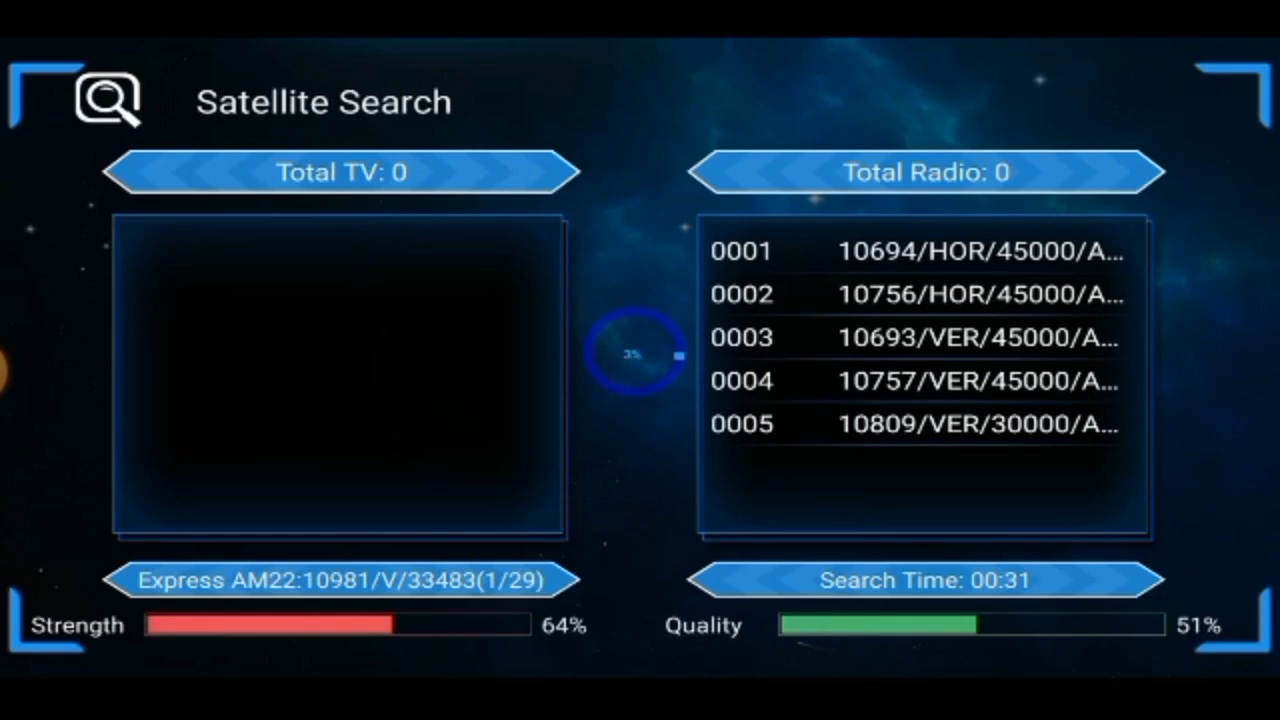 Satellite Search
Total TV: 0
Total Radio: 0
0001 10694/HOR/45000/A...
0002 10756/HOR/45000/A...
0003 10693/VER/45000/A...
0004 10757/VER/45000/A...
0005 10809/VER/30000/A...
3%
Express AM22:10981/V/33483(1/29)
Search Time: 00:31
Strength 64%
Quality 51%